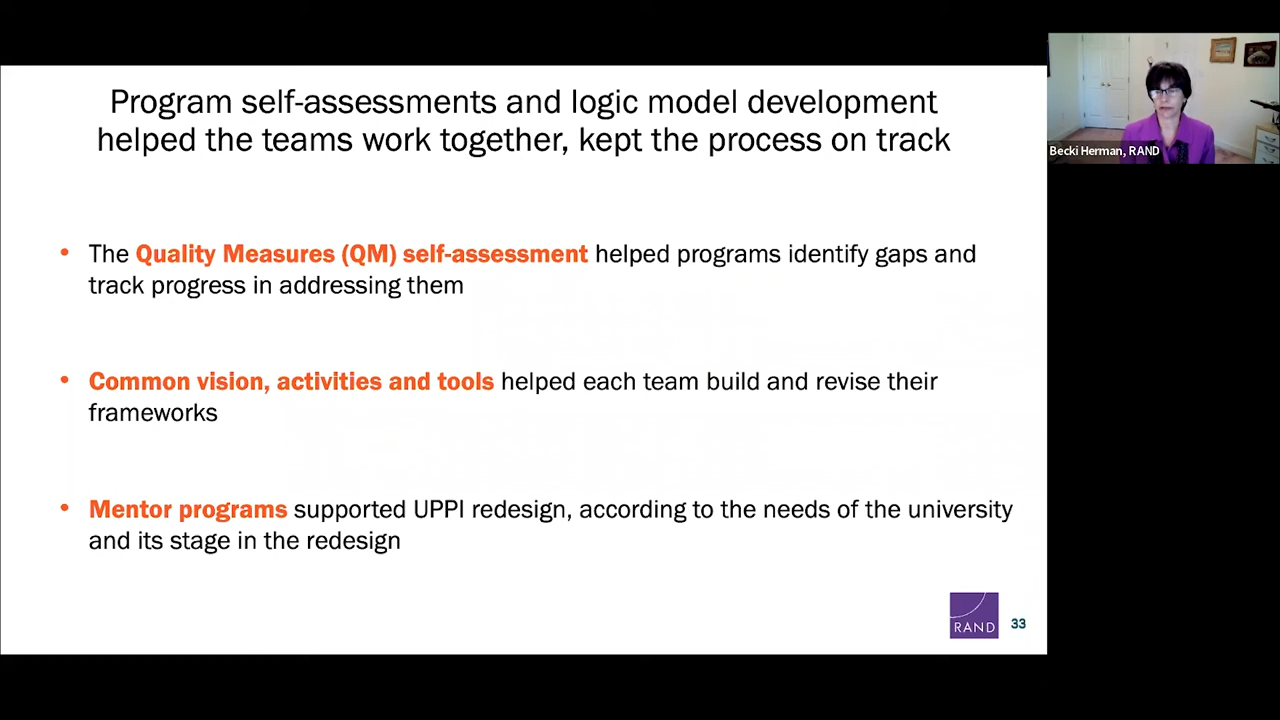 Program self-assessments and logic model development
helped the teams work together, kept the process on track
• The Quality Measures (QM) self-assessment helped programs identify gaps and
track progress in addressing them
• Common vision, activities and tools helped each team build and revise their
frameworks
• Mentor programs supported UPPI redesign, according to the needs of the university
and its stage in the redesign
RAND
33
Becki Herman, RAND